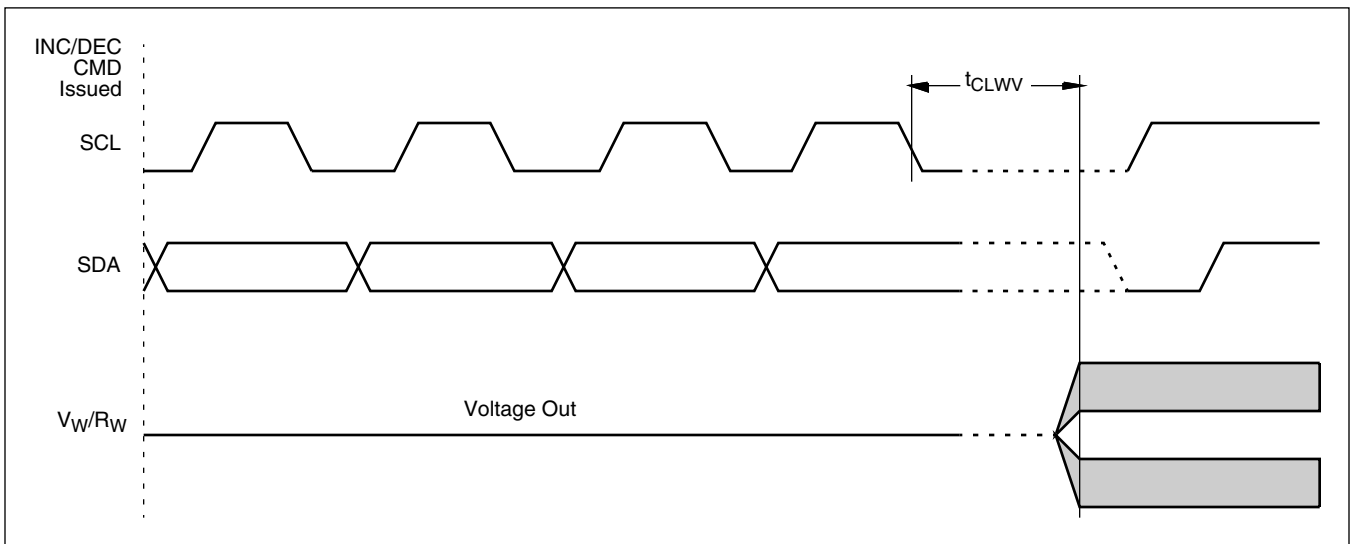 INC/DEC
CMD
Issued
tCLWV
SCL
SDA
Voltage Out
VW/RW